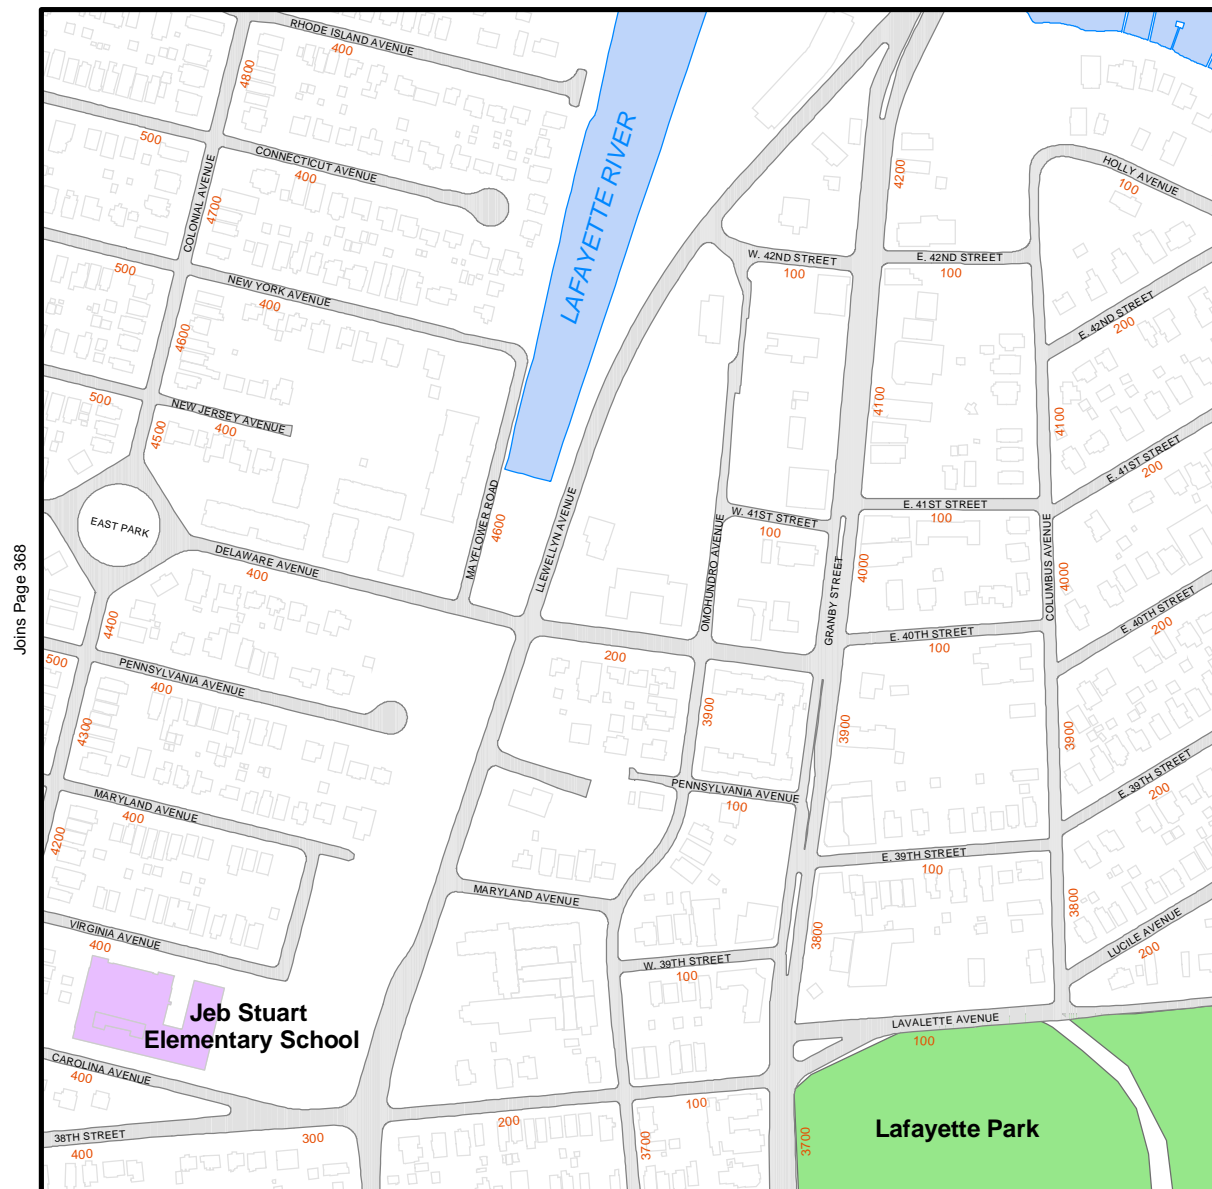 RHODE ISLAND AVENUE
400
4800
500
CONNECTICUT AVENUE
400
COLONIAL AVENUE
4700
LAFAYETTE RIVER
4200
HOLLY AVENUE
100
W. 42ND STREET
100
E. 42ND STREET
100
500
NEW YORK AVENUE
400
4600
E. 42ND STREET
200
500
NEW JERSEY AVENUE
400
4500
4100
4100
E. 41ST STREET
200
EAST PARK
MAYFLOWER ROAD
4600
LLEWELLYN AVENUE
W. 41ST STREET
100
E. 41ST STREET
100
OMOHUNDRO AVENUE
GRANBY STREET
4000
COLUMBUS AVENUE
4000
Joins Page 368
DELAWARE AVENUE
400
4400
E. 40TH STREET
100
E. 40TH STREET
200
500
PENNSYLVANIA AVENUE
400
200
4300
3900
3900
3900
MARYLAND AVENUE
400
4200
PENNSYLVANIA AVENUE
100
E. 39TH STREET
200
E. 39TH STREET
100
MARYLAND AVENUE
VIRGINIA AVENUE
400
3800
3800
LUCILE AVENUE
200
W. 39TH STREET
100
Jeb Stuart
Elementary School
LAVALETTE AVENUE
100
CAROLINA AVENUE
400
38TH STREET
400
300
200
100
3700
3700
Lafayette Park